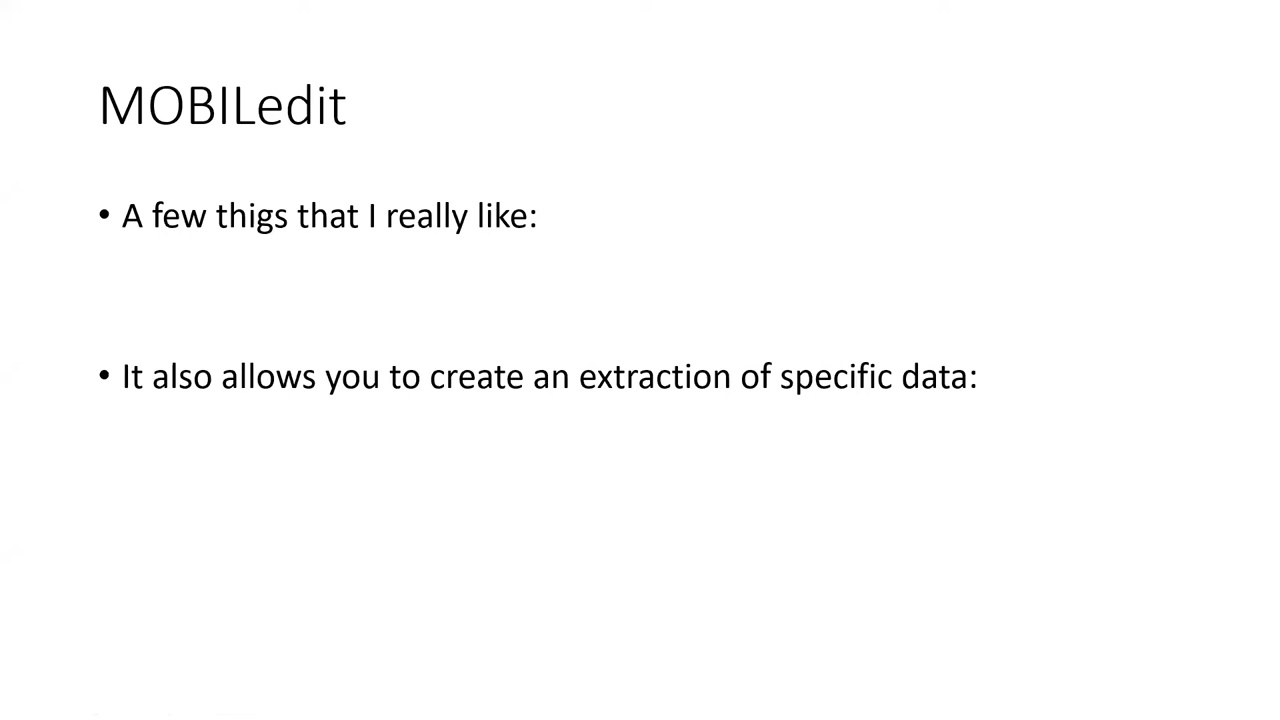 MOBILedit
• A few thigs that I really like:
• It also allows you to create an extraction of specific data: